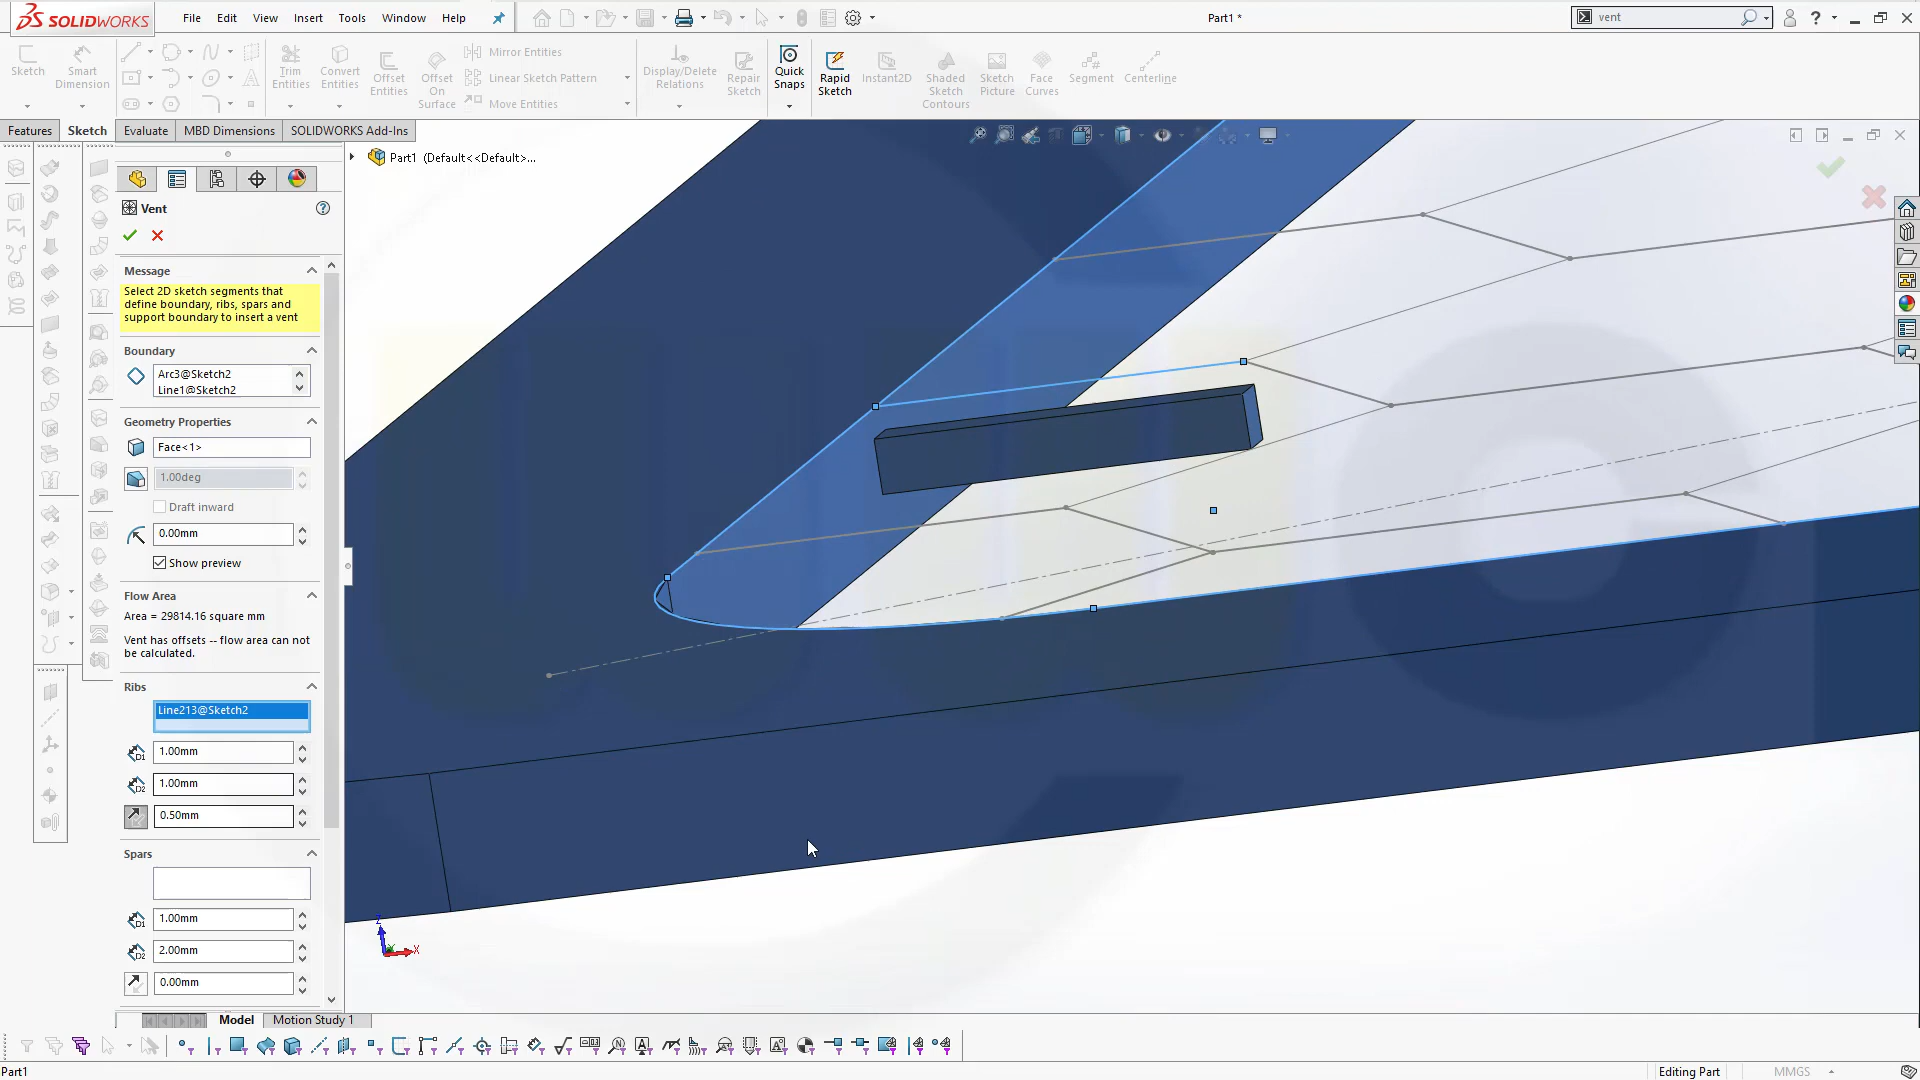 SOLIDWORKS
File Edit View Insert Tools Window Help
Part1 *
vent
Sketch
Smart Dimension
Trim Entities
Convert Entities
Offset Entities
Offset On Surface
Mirror Entities
Linear Sketch Pattern
Move Entities
Display/Delete Relations
Repair Sketch
Quick Snaps
Rapid Sketch
Instant2D
Shaded Sketch Contours
Sketch Picture
Face Curves
Segment
Centerline
Features Sketch Evaluate MBD Dimensions SOLIDWORKS Add-Ins
Part1 (Default<<Default>...
Vent
Message
Select 2D sketch segments that
define boundary, ribs, spars and
support boundary to insert a vent
Boundary
Arc3@Sketch2
Line1@Sketch2
Geometry Properties
Face<1>
1.00deg
Draft inward
0.00mm
Show preview
Flow Area
Area = 29814.16 square mm
Vent has offsets -- flow area can not
be calculated.
Ribs
Line213@Sketch2
1.00mm
1.00mm
0.50mm
Spars
1.00mm
2.00mm
0.00mm
Z
X
Model Motion Study 1
Part1
Editing Part
MMGS